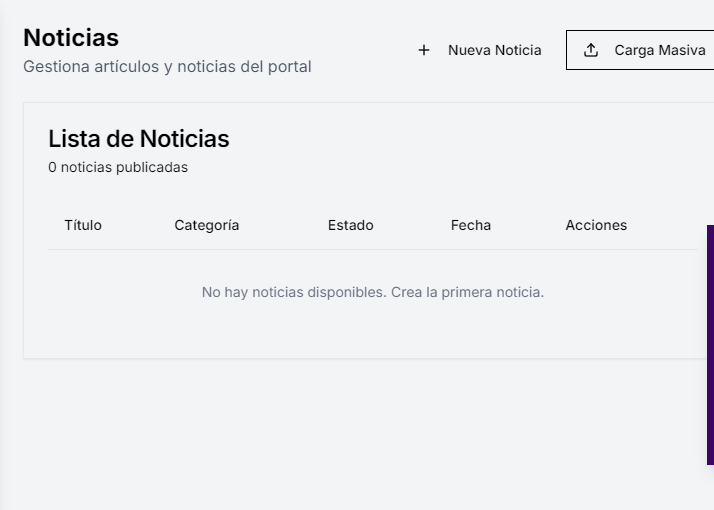 Noticias
Gestiona artículos y noticias del portal
Nueva Noticia
Carga Masiva
Lista de Noticias
0 noticias publicadas
Título Categoría Estado Fecha Acciones
No hay noticias disponibles. Crea la primera noticia.